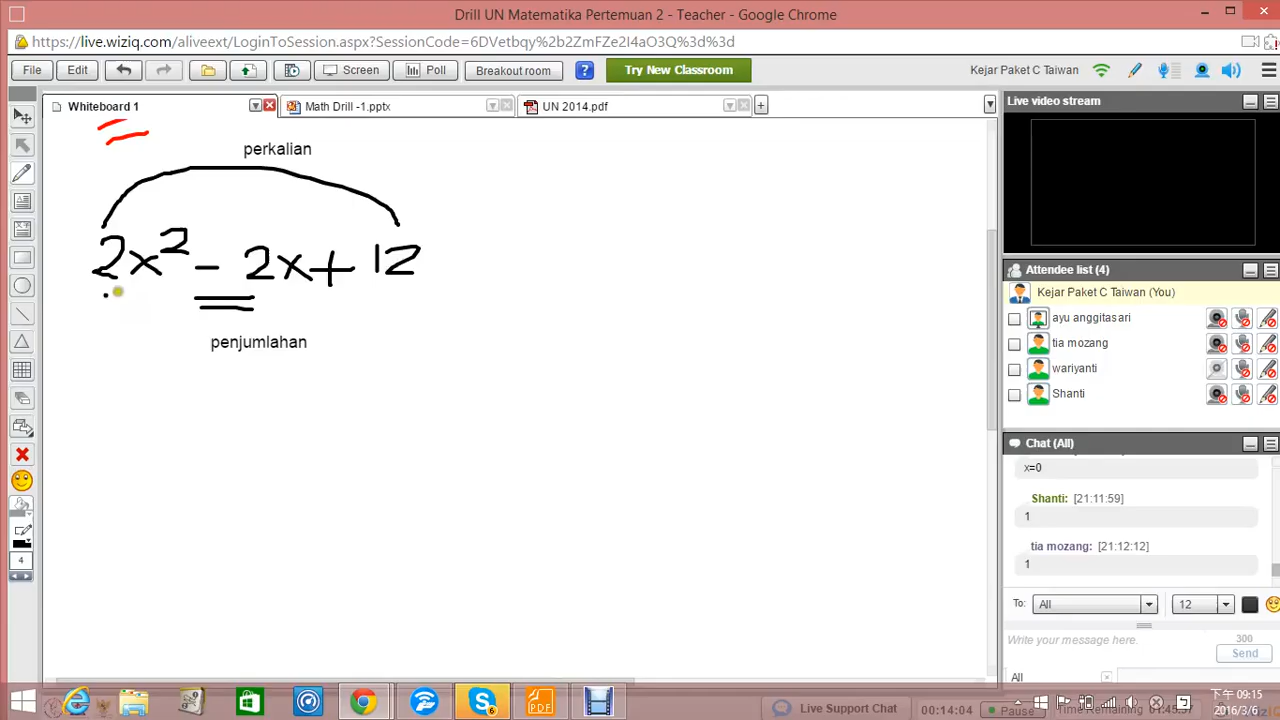 Drill UN Matematika Pertemuan 2 - Teacher - Google Chrome
https://live.wiziq.com/aliveext/LoginToSession.aspx?SessionCode=6DVetbqy%2b2ZmFZe2I4aO3Q%3d%3d
File Edit Screen Poll Breakout room ? Try New Classroom Kejar Paket C Taiwan
Whiteboard 1 Math Drill -1.pptx UN 2014.pdf
Live video stream
perkalian
2x² - 2x + 12
penjumlahan
Attendee list (4)
Kejar Paket C Taiwan (You)
ayu anggitasari
tia mozang
wariyanti
Shanti
Chat (All)
x=0
Shanti: [21:11:59]
1
tia mozang: [21:12:12]
1
4
To: All 12
Write your message here. 300
Send
All
Live Support Chat
00:14:04 Pause Time Remaining
下午 09:15
2016/3/6